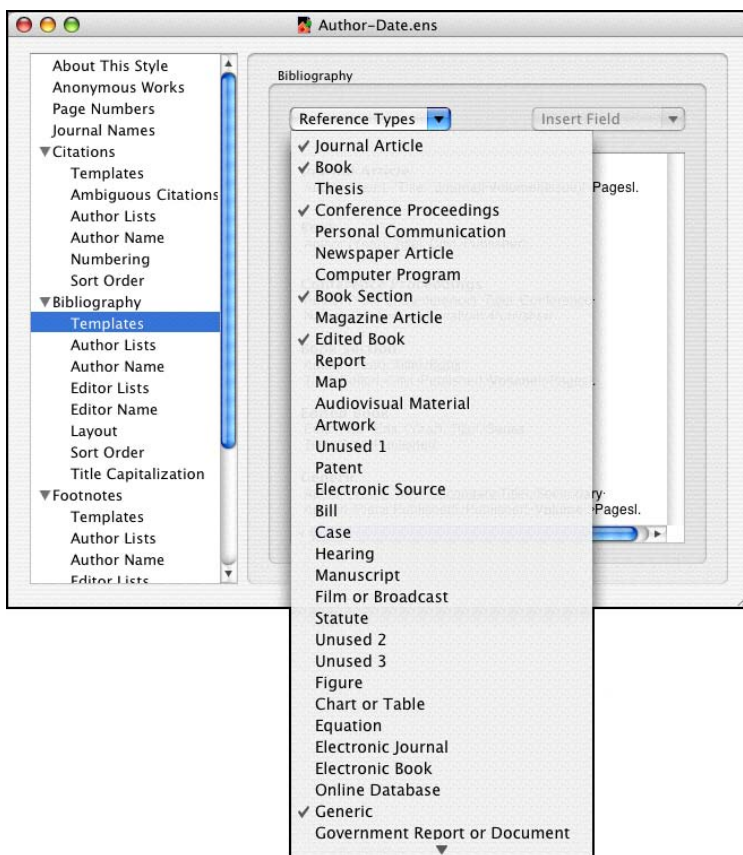 Author-Date.ens
About This Style
Anonymous Works
Page Numbers
Journal Names
Citations
Templates
Ambiguous Citations
Author Lists
Author Name
Numbering
Sort Order
Bibliography
Templates
Author Lists
Author Name
Editor Lists
Editor Name
Layout
Sort Order
Title Capitalization
Footnotes
Templates
Author Lists
Author Name
Editor Lists
Bibliography
Reference Types
Insert Field
Journal Article
Book
Thesis
Conference Proceedings
Personal Communication
Newspaper Article
Computer Program
Book Section
Magazine Article
Edited Book
Report
Map
Audiovisual Material
Artwork
Unused 1
Patent
Electronic Source
Bill
Case
Hearing
Manuscript
Film or Broadcast
Statute
Unused 2
Unused 3
Figure
Chart or Table
Equation
Electronic Journal
Electronic Book
Online Database
Generic
Government Report or Document
Pages|.
Pages|.